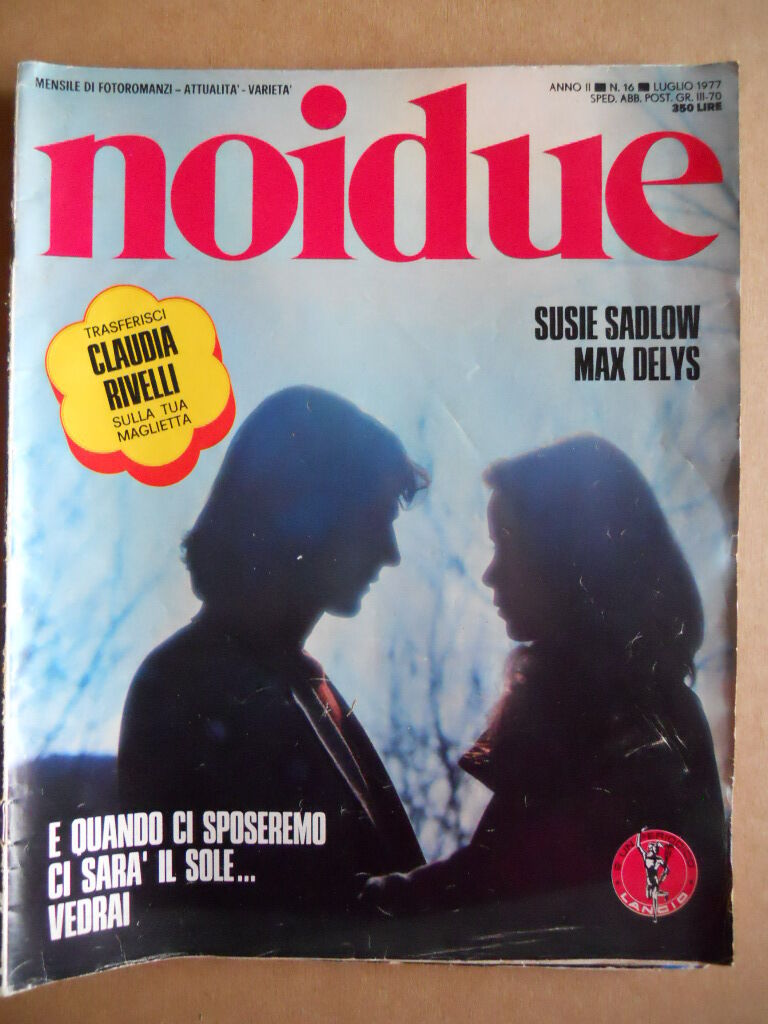 MENSILE DI FOTOROMANZI – ATTUALITA' - VARIETA'
ANNO II ■ N. 16 ■ LUGLIO 1977
SPED. ABB. POST. GR. III-70
350 LIRE
noidue
TRASFERISCI
CLAUDIA
RIVELLI
SULLA TUA
MAGLIETTA
SUSIE SADLOW
MAX DELYS
E QUANDO CI SPOSEREMO
CI SARA' IL SOLE...
VEDRAI
LANCIO